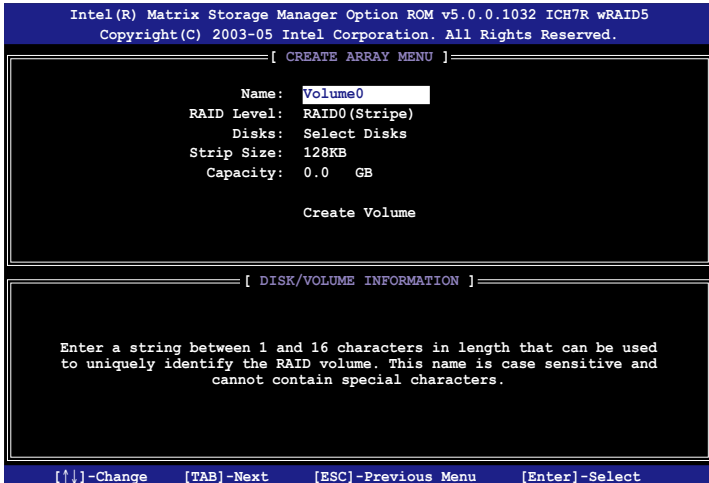 Intel(R) Matrix Storage Manager Option ROM v5.0.0.1032 ICH7R wRAID5
Copyright(C) 2003-05 Intel Corporation. All Rights Reserved.
[ CREATE ARRAY MENU ]
Name: Volume0
RAID Level: RAID0(Stripe)
Disks: Select Disks
Strip Size: 128KB
Capacity: 0.0 GB
Create Volume
[ DISK/VOLUME INFORMATION ]
Enter a string between 1 and 16 characters in length that can be used
to uniquely identify the RAID volume. This name is case sensitive and
cannot contain special characters.
[↑↓]-Change [TAB]-Next [ESC]-Previous Menu [Enter]-Select